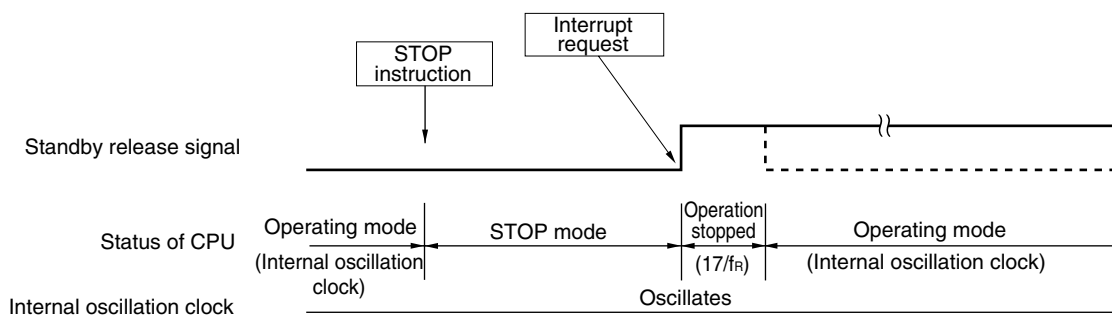 Interrupt
request
STOP
instruction
Standby release signal
Status of CPU
Operating mode
(Internal oscillation
clock)
STOP mode
Operation
stopped
(17/fR)
Operating mode
(Internal oscillation clock)
Internal oscillation clock
Oscillates